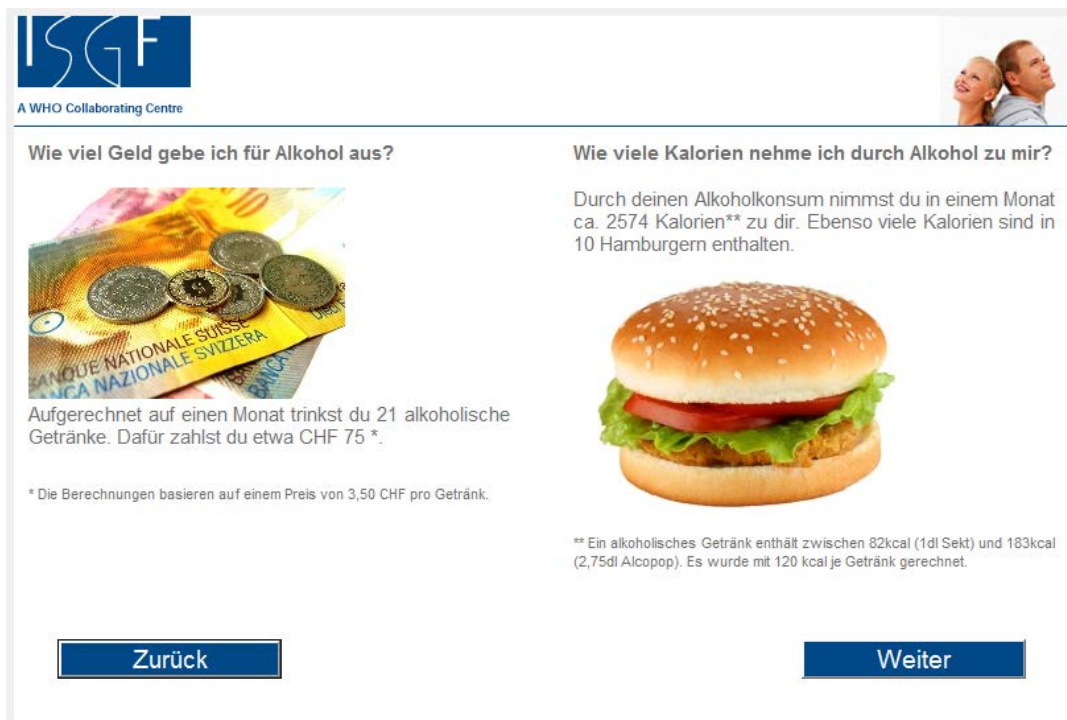 ISGF
A WHO Collaborating Centre
Wie viel Geld gebe ich für Alkohol aus?
BANQUE NATIONALE SUISSE
BANCA NAZIONALE SVIZZERA
Aufgerechnet auf einen Monat trinkst du 21 alkoholische
Getränke. Dafür zahlst du etwa CHF 75 *.
* Die Berechnungen basieren auf einem Preis von 3,50 CHF pro Getränk.
Wie viele Kalorien nehme ich durch Alkohol zu mir?
Durch deinen Alkoholkonsum nimmst du in einem Monat
ca. 2574 Kalorien** zu dir. Ebenso viele Kalorien sind in
10 Hamburgern enthalten.
** Ein alkoholisches Getränk enthält zwischen 82kcal (1dl Sekt) und 183kcal
(2,75dl Alcopop). Es wurde mit 120 kcal je Getränk gerechnet.
Zurück
Weiter